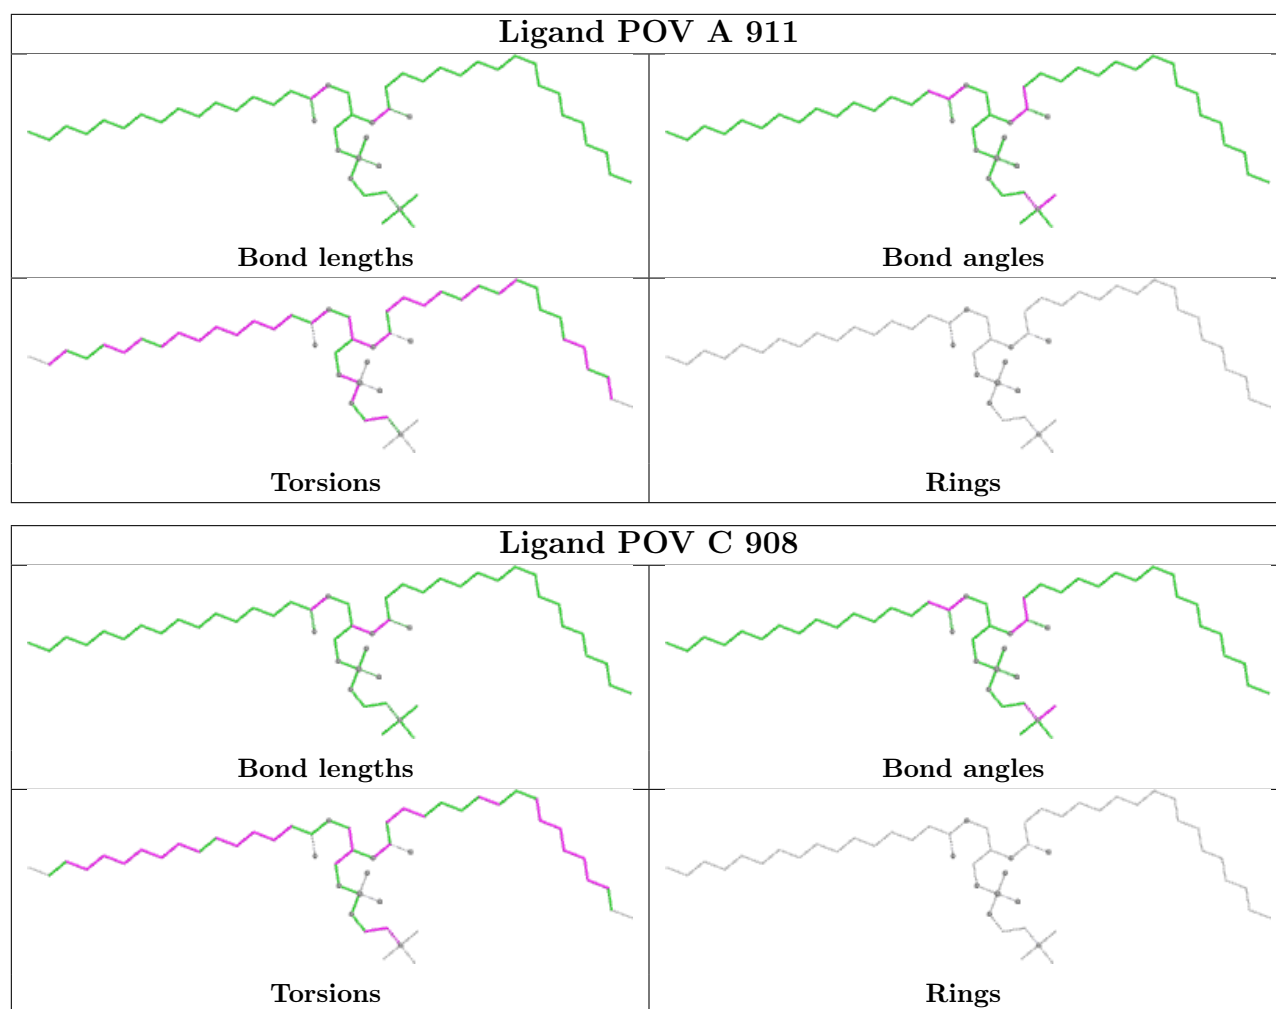 Ligand POV A 911
Bond lengths
Bond angles
Torsions
Rings
Ligand POV C 908
Bond lengths
Bond angles
Torsions
Rings